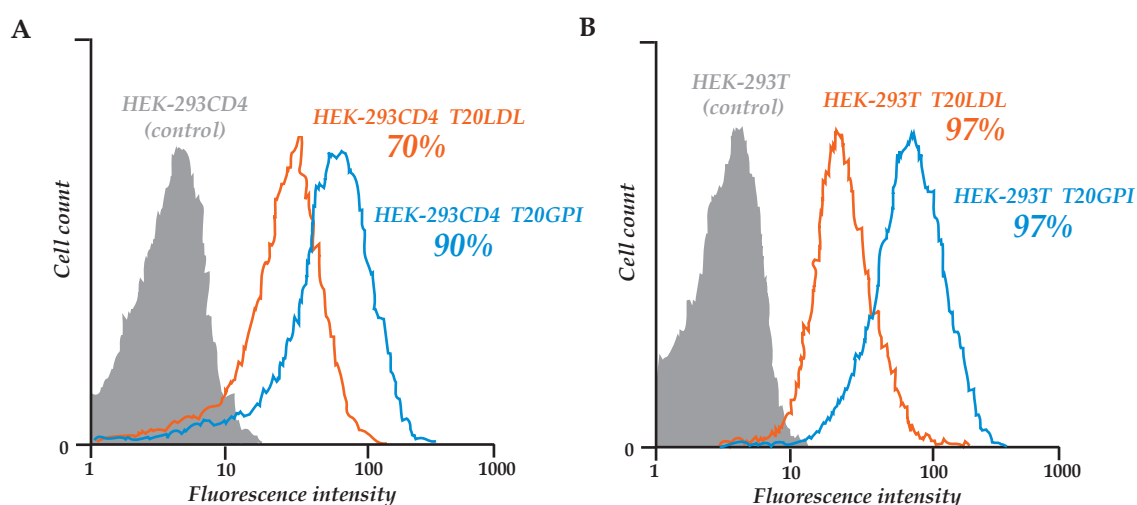 A
Cell count
HEK-293CD4
(control)
HEK-293CD4 T20LDL
70%
HEK-293CD4 T20GPI
90%
0
1 10 100 1000
Fluorescence intensity
B
Cell count
HEK-293T
(control)
HEK-293T T20LDL
97%
HEK-293T T20GPI
97%
0
1 10 100 1000
Fluorescence intensity